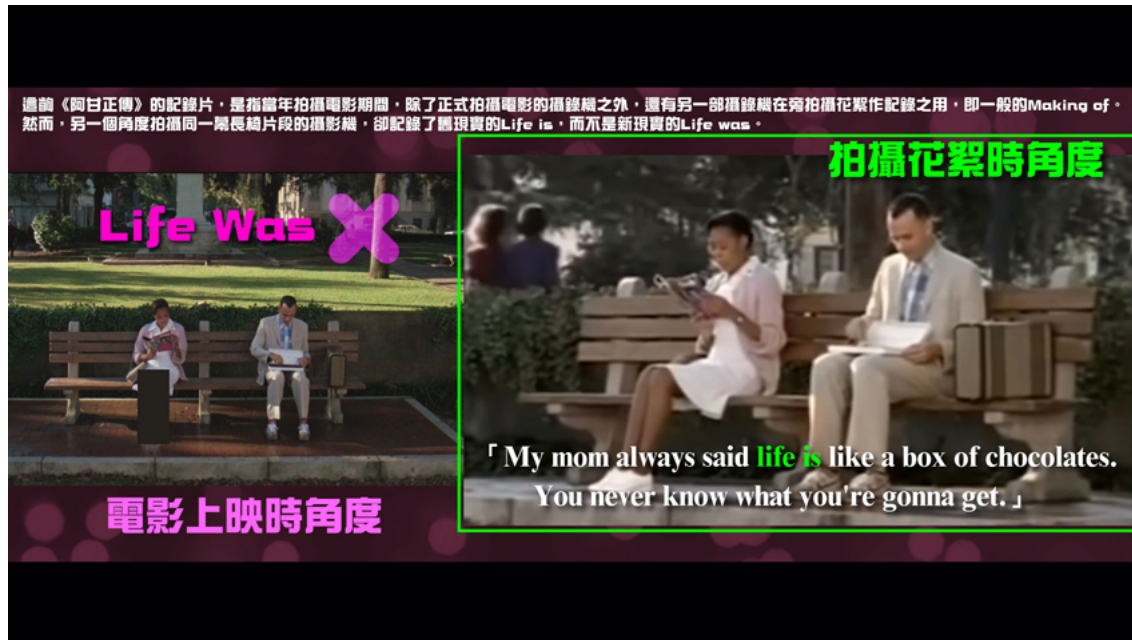 這齣《阿甘正傳》的記錄片，是指當年拍攝電影期間，除了正式拍攝電影的攝錄機之外，還有另一部攝錄機在旁拍攝花絮作記錄之用，即一般的Making of。
然而，另一個角度拍攝同一幕長椅片段的攝影機，卻記錄了舊現實的Life is，而不是新現實的Life was。
拍攝花絮時角度
Life Was
「My mom always said life is like a box of chocolates.
You never know what you're gonna get.」
電影上映時角度